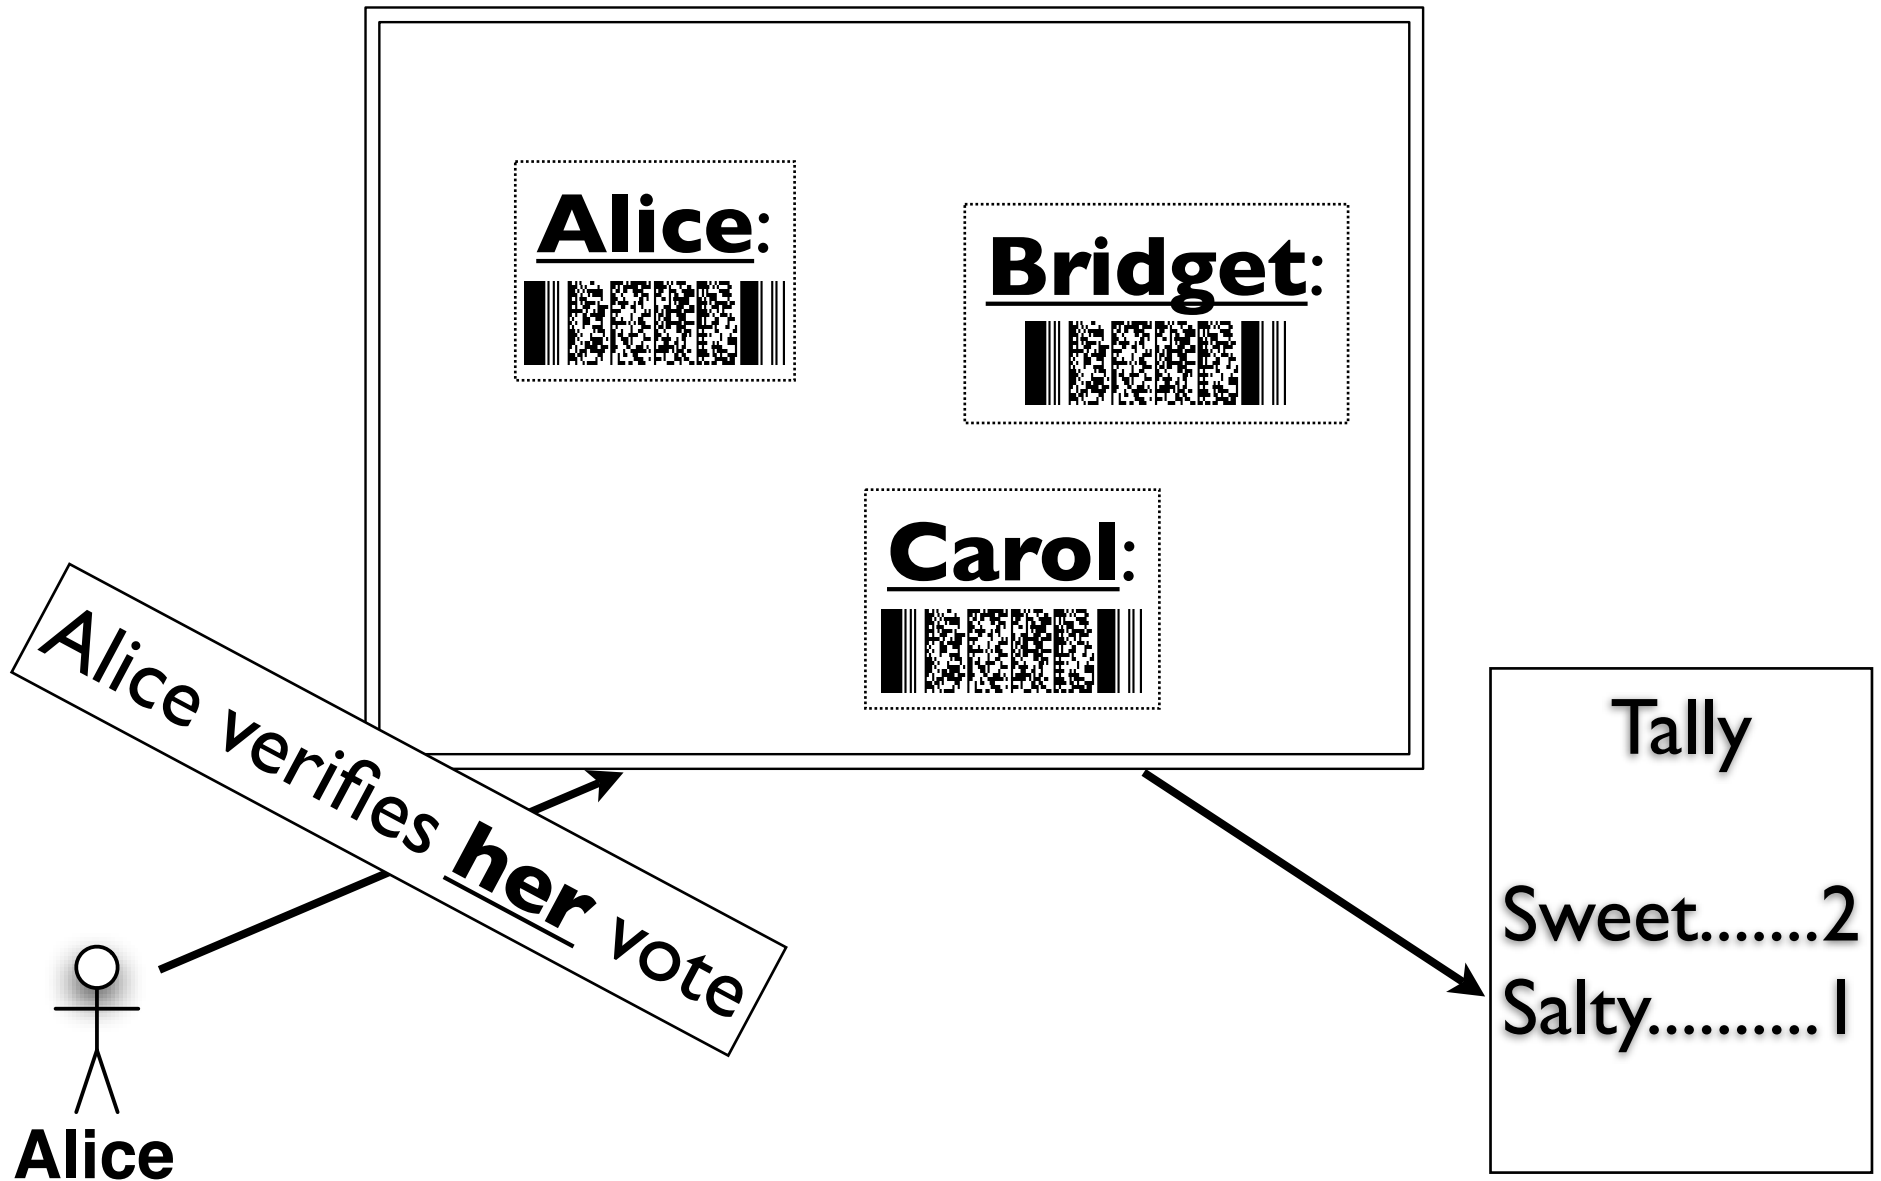 Alice:
Bridget:
Carol:
Alice verifies her vote
Alice
Tally
Sweet.......2
Salty..........1